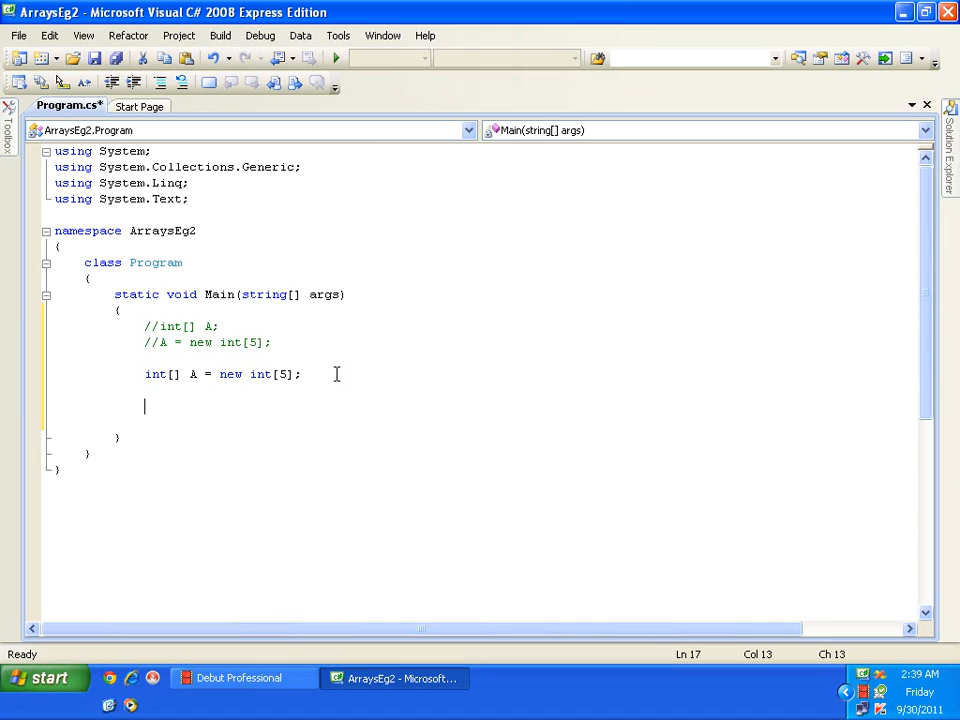 ArraysEg2 - Microsoft Visual C# 2008 Express Edition
File Edit View Refactor Project Build Debug Data Tools Window Help
Program.cs* Start Page
Toolbox
Solution Explorer
ArraysEg2.Program Main(string[] args)
using System;
using System.Collections.Generic;
using System.Linq;
using System.Text;
namespace ArraysEg2
{
class Program
{
static void Main(string[] args)
{
//int[] A;
//A = new int[5];
int[] A = new int[5];
}
}
}
Ready Ln 17 Col 13 Ch 13
start Debut Professional ArraysEg2 - Microsoft... 2:39 AM
Friday
9/30/2011